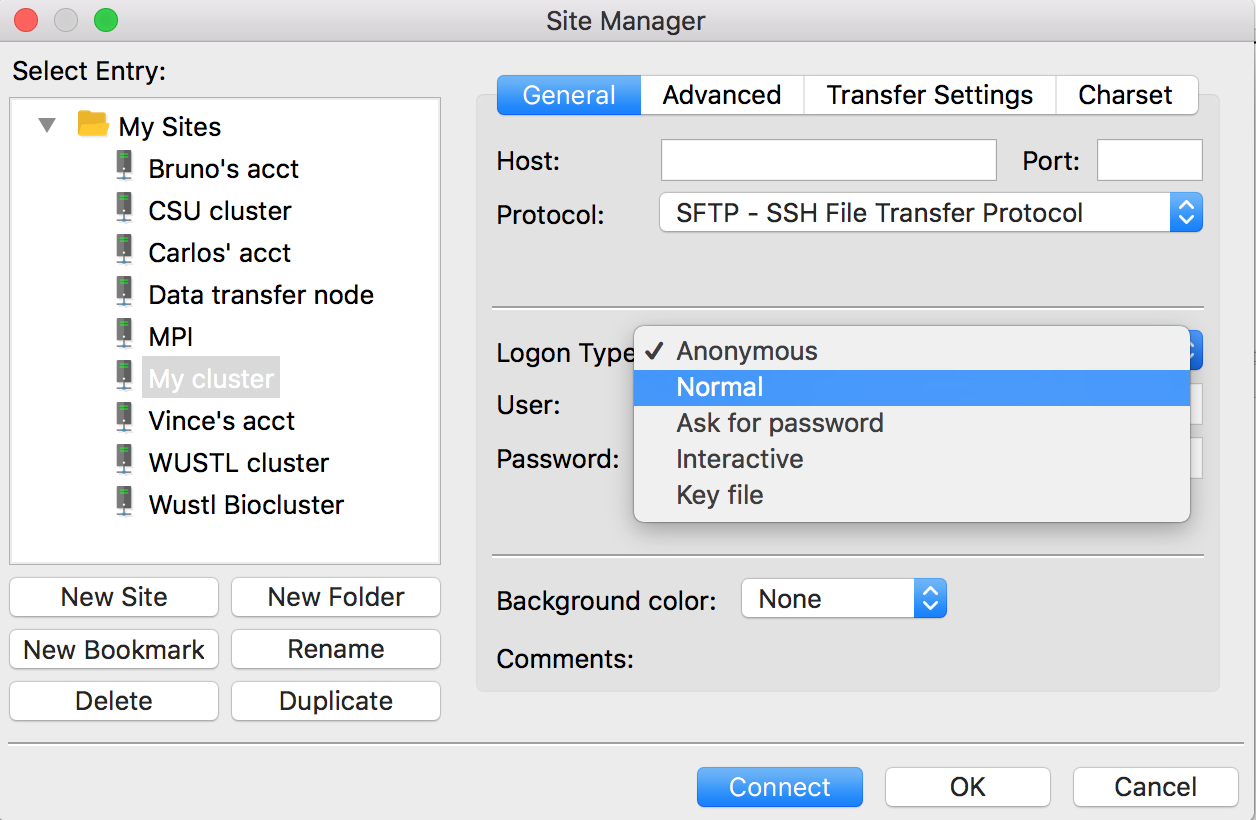 Site Manager
Select Entry:
My Sites
Bruno's acct
CSU cluster
Carlos' acct
Data transfer node
MPI
My cluster
Vince's acct
WUSTL cluster
Wustl Biocluster
New Site New Folder
New Bookmark Rename
Delete Duplicate
General Advanced Transfer Settings Charset
Host: Port:
Protocol: SFTP - SSH File Transfer Protocol
Logon Type
✓ Anonymous
Normal
Ask for password
Interactive
Key file
User:
Password:
Background color: None
Comments:
Connect OK Cancel